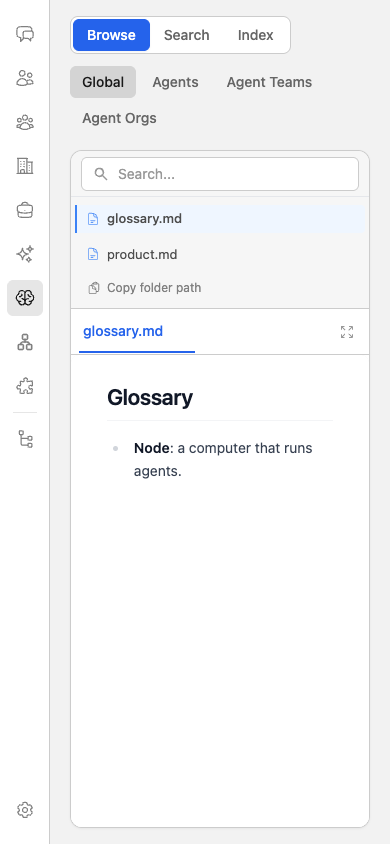 Browse Search Index
Global Agents Agent Teams
Agent Orgs
Search...
glossary.md
product.md
Copy folder path
glossary.md
Glossary
Node: a computer that runs
agents.